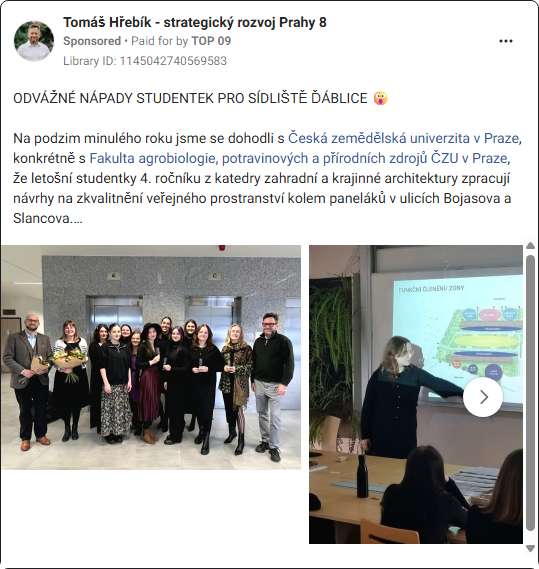 Tomáš Hřebík - strategický rozvoj Prahy 8
Sponsored • Paid for by TOP 09
Library ID: 1145042740569583
ODVÁŽNÉ NÁPADY STUDENTEK PRO SÍDLIŠTĚ ĎÁBLICE 😲
Na podzim minulého roku jsme se dohodli s Česká zemědělská univerzita v Praze,
konkrétně s Fakulta agrobiologie, potravinových a přírodních zdrojů ČZU v Praze,
že letošní studentky 4. ročníku z katedry zahradní a krajinné architektury zpracují
návrhy na zkvalitnění veřejného prostranství kolem paneláků v ulicích Bojasova a
Slancova.…
FUNKČNÍ ČLENĚNÍ ZÓNY